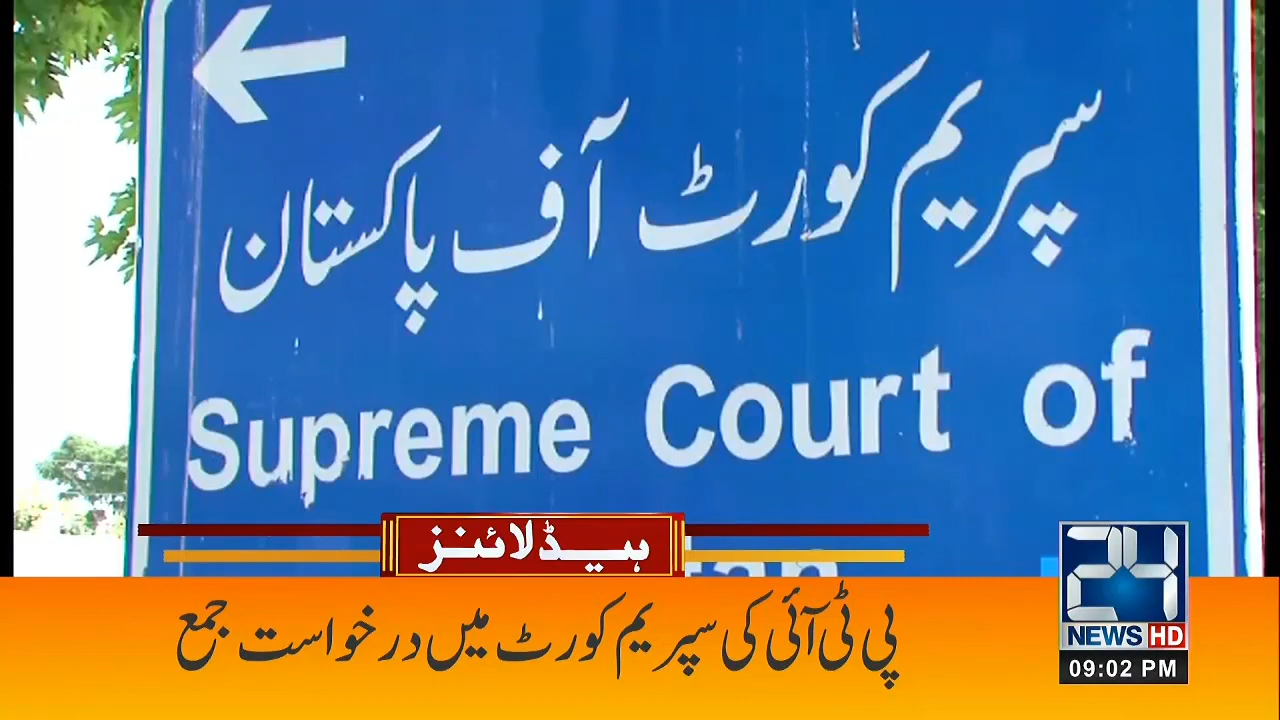 سپریم کورٹ آف پاکستان
Supreme Court of
ہیڈلائنز
پی ٹی آئی کی سپریم کورٹ میں درخواست جمع
24
NEWS HD
09:02 PM